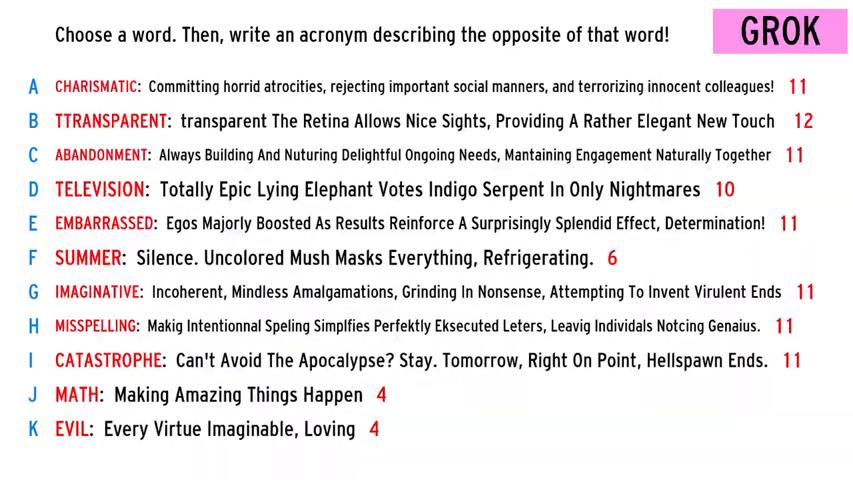 Choose a word. Then, write an acronym describing the opposite of that word!
GROK
A CHARISMATIC: Committing horrid atrocities, rejecting important social manners, and terrorizing innocent colleagues! 11
B TTRANSPARENT: transparent The Retina Allows Nice Sights, Providing A Rather Elegant New Touch 12
C ABANDONMENT: Always Building And Nuturing Delightful Ongoing Needs, Mantaining Engagement Naturally Together 11
D TELEVISION: Totally Epic Lying Elephant Votes Indigo Serpent In Only Nightmares 10
E EMBARRASSED: Egos Majorly Boosted As Results Reinforce A Surprisingly Splendid Effect, Determination! 11
F SUMMER: Silence. Uncolored Mush Masks Everything, Refrigerating. 6
G IMAGINATIVE: Incoherent, Mindless Amalgamations, Grinding In Nonsense, Attempting To Invent Virulent Ends 11
H MISSPELLING: Makig Intentionnal Speling Simplfies Perfektly Eksecuted Leters, Leavig Individals Notcing Genaius. 11
I CATASTROPHE: Can't Avoid The Apocalypse? Stay. Tomorrow, Right On Point, Hellspawn Ends. 11
J MATH: Making Amazing Things Happen 4
K EVIL: Every Virtue Imaginable, Loving 4